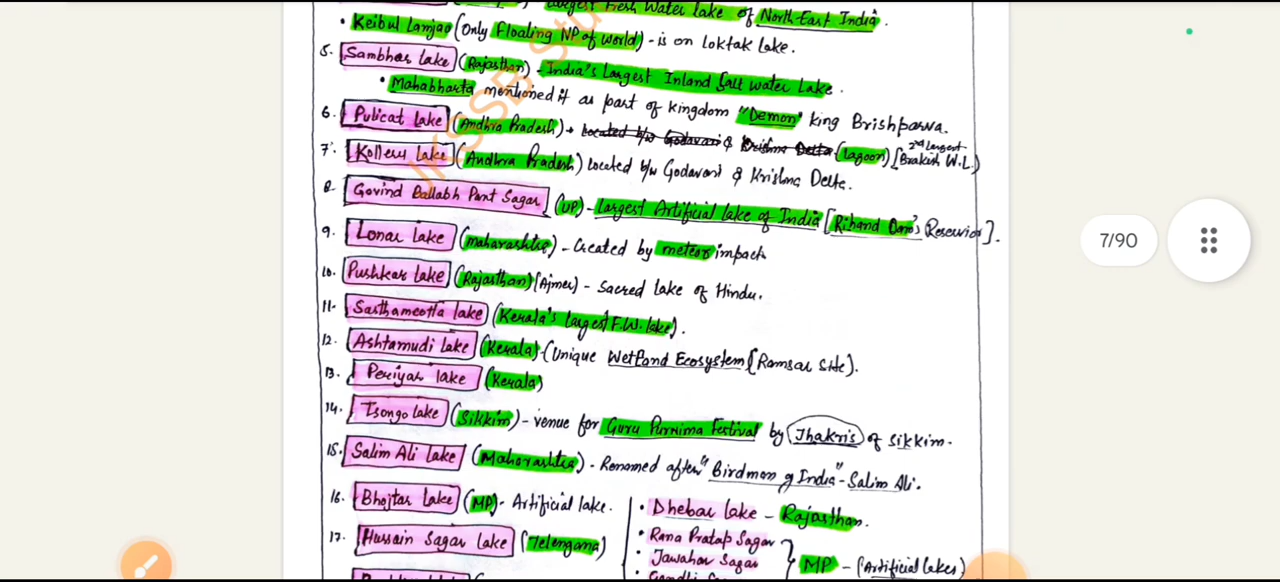 Largest Fresh Water lake of North-East India.
• Keibul Lamjao (Only Floating NP of world) - is on Loktak Lake.
5. Sambhar Lake (Rajasthan) - India's Largest Inland Salt water Lake.
• Mahabharta mentioned it as part of kingdom "Demon" king Brishparva.
6. Pulicat Lake (Andhra Pradesh) → Located b/w Godavari & Krishna Delta (lagoon) [2nd largest Brakish W.L.)
7. Kolleru Lake (Andhra Pradesh) Located b/w Godavari & Krishna Delta.
8. Govind Ballabh Pant Sagar (UP) - Largest Artificial lake of India [Rihand Dam's Reservior].
9. Lonar Lake (maharashtra) - Created by meteor impact
10. Pushkar lake (Rajasthan) (Ajmer) - Sacred lake of Hindu.
11. Sasthamcotta lake (Kerala's largest F.W. lake).
12. Ashtamudi Lake (Kerala) - (Unique Wetland Ecosystem (Ramsar Site).
13. Periyar lake (Kerala)
14. Tsongo lake (Sikkim) - venue for Guru Purnima Festival by Jhakris of Sikkim.
15. Salim Ali Lake (Maharashtra) - Renamed after "Birdman of India" - Salim Ali.
16. Bhojtar Lake (MP) - Artificial lake.
17. Hussain Sagar Lake (Telengana)
• Dhebar lake - Rajasthan.
• Rana Pratap Sagar
• Jawahar Sagar
MP - (Artificial lakes)
JKSSB Stu
7/90